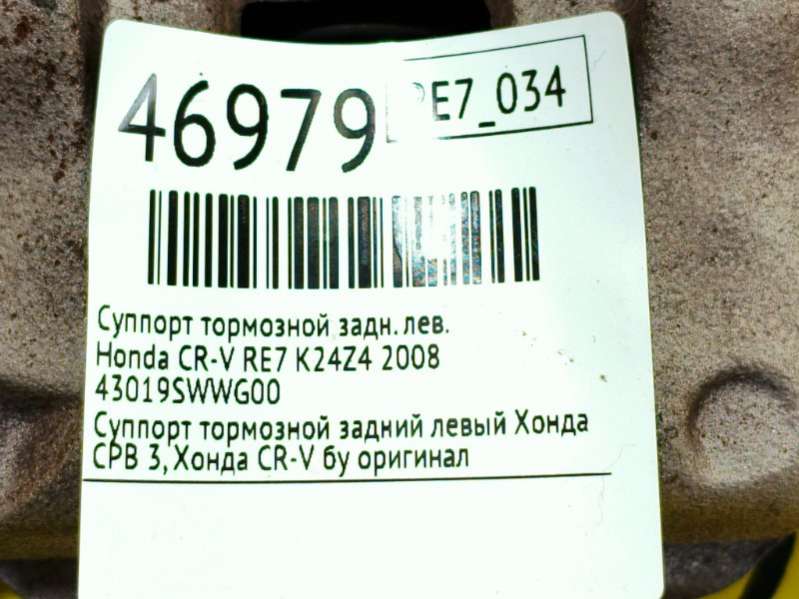 46979
RE7_034
Суппорт тормозной задн.лев.
Honda CR-V RE7 K24Z4 2008
43019SWWG00
Суппорт тормозной задний левый Хонда
СРВ 3, Хонда CR-V бу оригинал